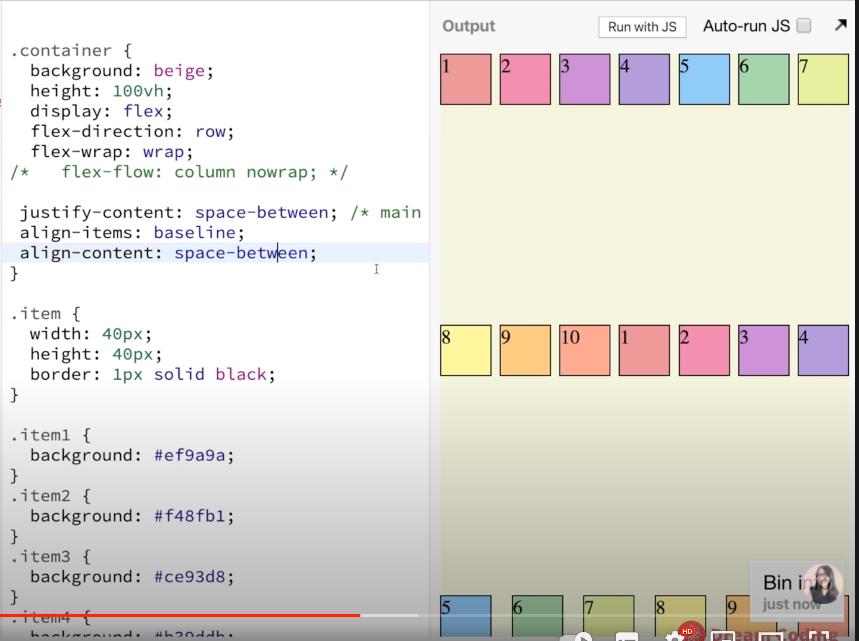 .container {
background: beige;
height: 100vh;
display: flex;
flex-direction: row;
flex-wrap: wrap;
/* flex-flow: column nowrap; */
justify-content: space-between; /* main
align-items: baseline;
align-content: space-between;
}
.item {
width: 40px;
height: 40px;
border: 1px solid black;
}
.item1 {
background: #ef9a9a;
}
.item2 {
background: #f48fb1;
}
.item3 {
background: #ce93d8;
}
.item4 {
background: #b39ddb;
Output
Run with JS
Auto-run JS
1 2 3 4 5 6 7
8 9 10 1 2 3 4
5 6 7 8 9
Bin info
just now
HD
Dream Coding